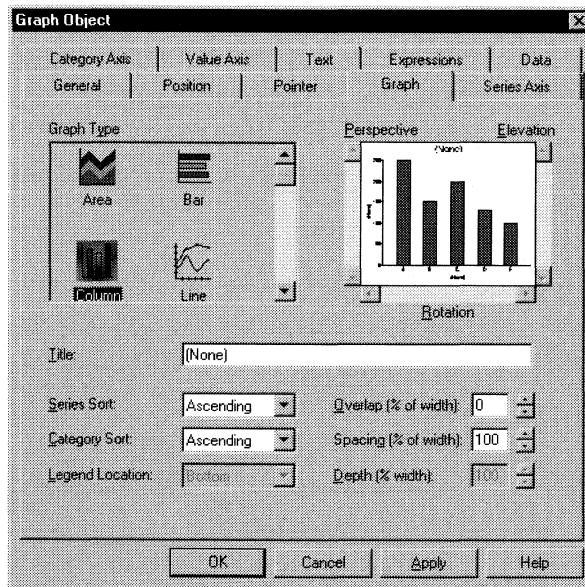 Graph Object
Category Axis Value Axis Text Expressions Data
General Position Pointer Graph Series Axis
Graph Type
Area
Bar
Column
Line
Perspective Elevation
(None)
Rotation
Title: (None)
Series Sort: Ascending
Overlap (% of width): 0
Category Sort: Ascending
Spacing (% of width): 100
Legend Location: Bottom
Depth (% width): 100
OK Cancel Apply Help